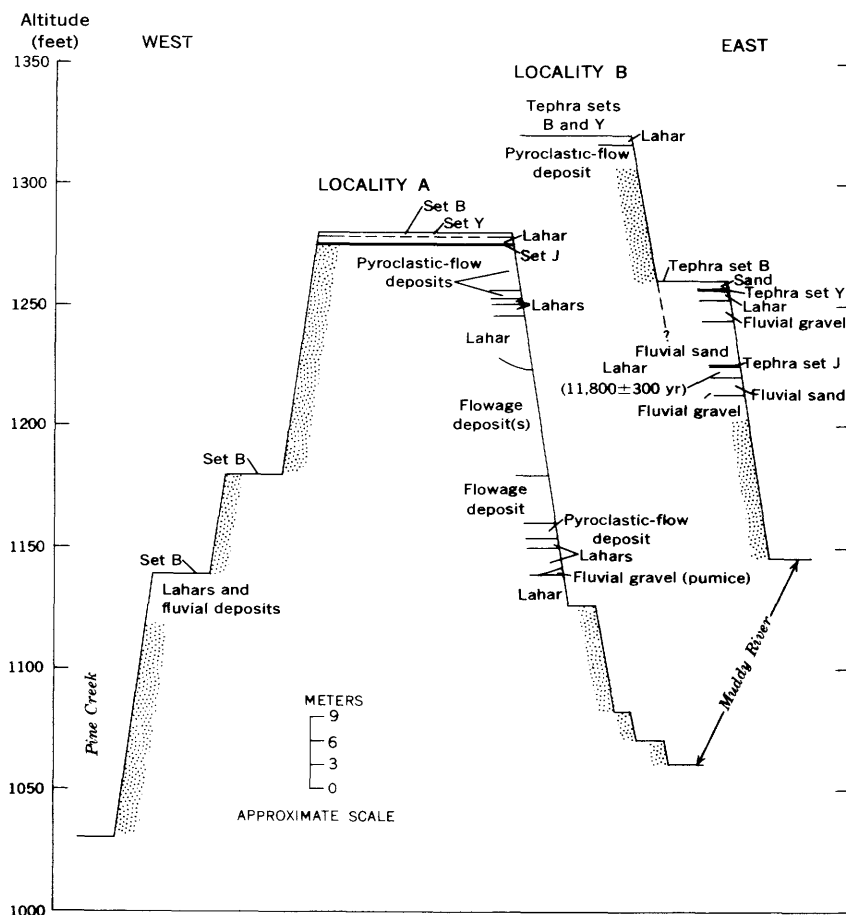 Altitude
(feet)
WEST
EAST
1350
1300
1250
1200
1150
1100
1050
1000
LOCALITY B
Tephra sets
B and Y
Lahar
Pyroclastic-flow
deposit
LOCALITY A
Set B
Set Y
Lahar
Set J
Pyroclastic-flow
deposits
Lahars
Lahar
Flowage
deposit(s)
Flowage
deposit
Pyroclastic-flow
deposit
Lahars
Fluvial gravel (pumice)
Lahar
Tephra set B
Sand
Tephra set Y
Lahar
Fluvial gravel
?
Fluvial sand
Tephra set J
Lahar
(11,800±300 yr)
Fluvial sand
Fluvial gravel
Set B
Set B
Lahars and
fluvial deposits
Pine Creek
Muddy River
METERS
9
6
3
0
APPROXIMATE SCALE